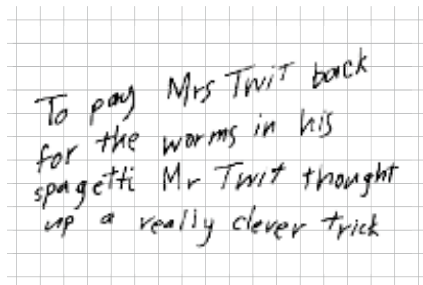 To pay Mrs Twit back
for the worms in his
spagetti Mr Twit thought
up a really clever trick